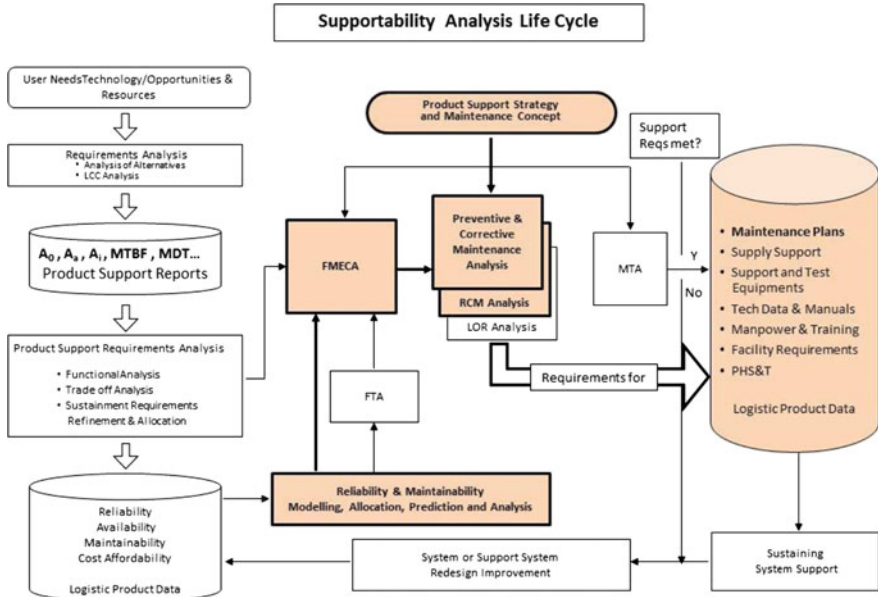 Supportability Analysis Life Cycle
User NeedsTechnology/Opportunities &
Resources
Requirements Analysis
• Analysis of Alternatives
• LCC Analysis
A0 , Aa , Ai , MTBF , MDT...
Product Support Reports
Product Support Requirements Analysis
• Functional Analysis
• Trade off Analysis
• Sustainment Requirements
Refinement & Allocation
Reliability
Availability
Maintainability
Cost Affordability
Logistic Product Data
Product Support Strategy
and Maintenance Concept
FMECA
Preventive &
Corrective
Maintenance
Analysis
RCM Analysis
LOR Analysis
FTA
Reliability & Maintainability
Modelling, Allocation, Prediction and Analysis
MTA
Support
Reqs met?
Y
No
Requirements for
• Maintenance Plans
• Supply Support
• Support and Test
Equipments
• Tech Data & Manuals
• Manpower & Training
• Facility Requirements
• PHS&T
Logistic Product Data
System or Support System
Redesign Improvement
Sustaining
System Support